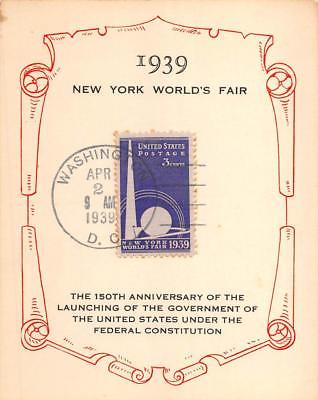 1939
NEW YORK WORLD'S FAIR
UNITED STATES
POSTAGE
3 CENTS
WASHINGTON
APR
2
9 AM
1939
D. C.
NEW YORK
WORLD'S FAIR 1939
THE 150TH ANNIVERSARY OF THE
LAUNCHING OF THE GOVERNMENT OF
THE UNITED STATES UNDER THE
FEDERAL CONSTITUTION